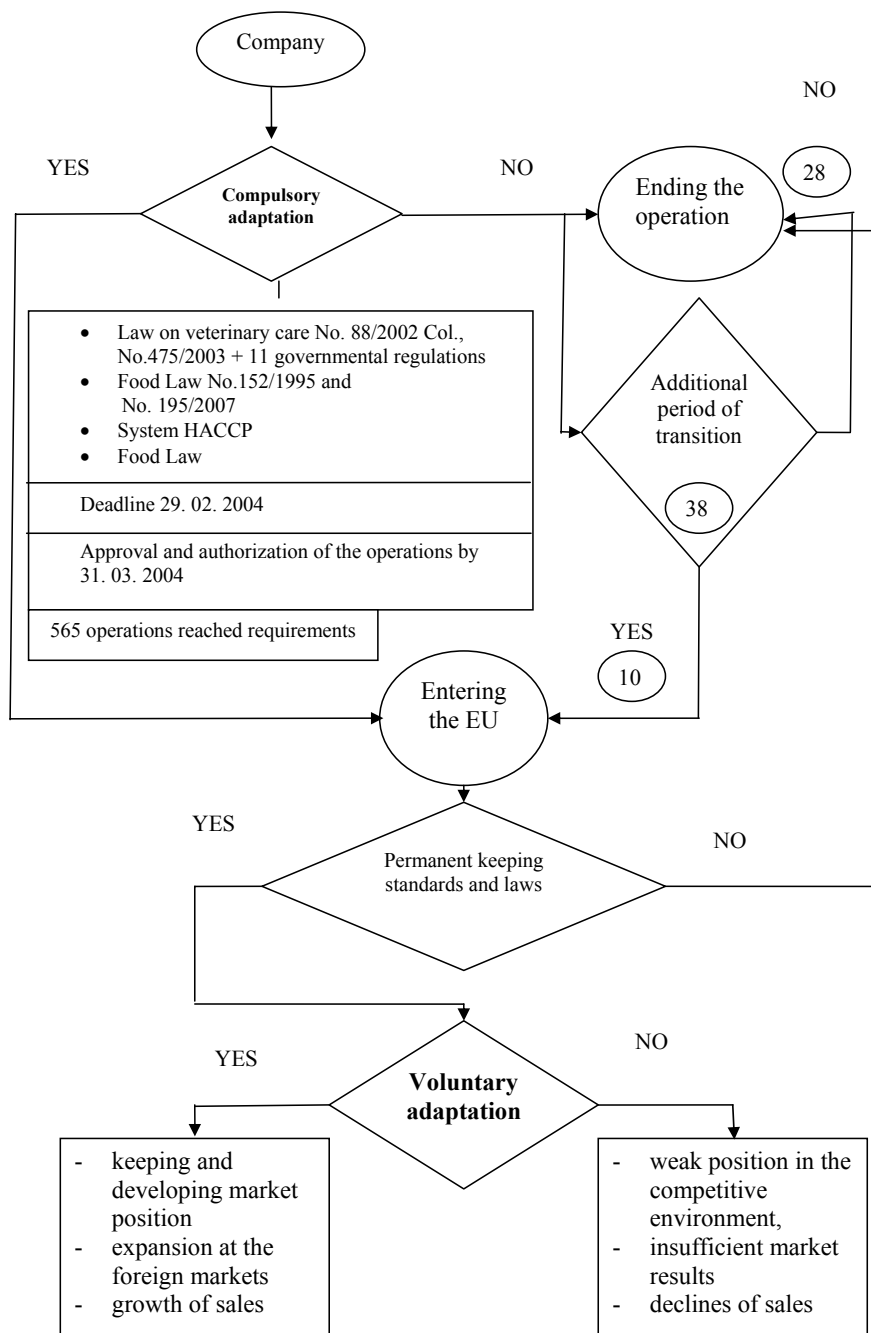 Company
NO
YES
NO
28
Compulsory
adaptation
Ending the
operation
• Law on veterinary care No. 88/2002 Col.,
No.475/2003 + 11 governmental regulations
• Food Law No.152/1995 and
No. 195/2007
• System HACCP
• Food Law
Additional
period of
transition
38
Deadline 29. 02. 2004
Approval and authorization of the operations by
31. 03. 2004
565 operations reached requirements
YES
10
Entering
the EU
YES
NO
Permanent keeping
standards and laws
YES
NO
Voluntary
adaptation
- keeping and
developing market
position
- expansion at the
foreign markets
- growth of sales
- weak position in the
competitive
environment,
- insufficient market
results
- declines of sales